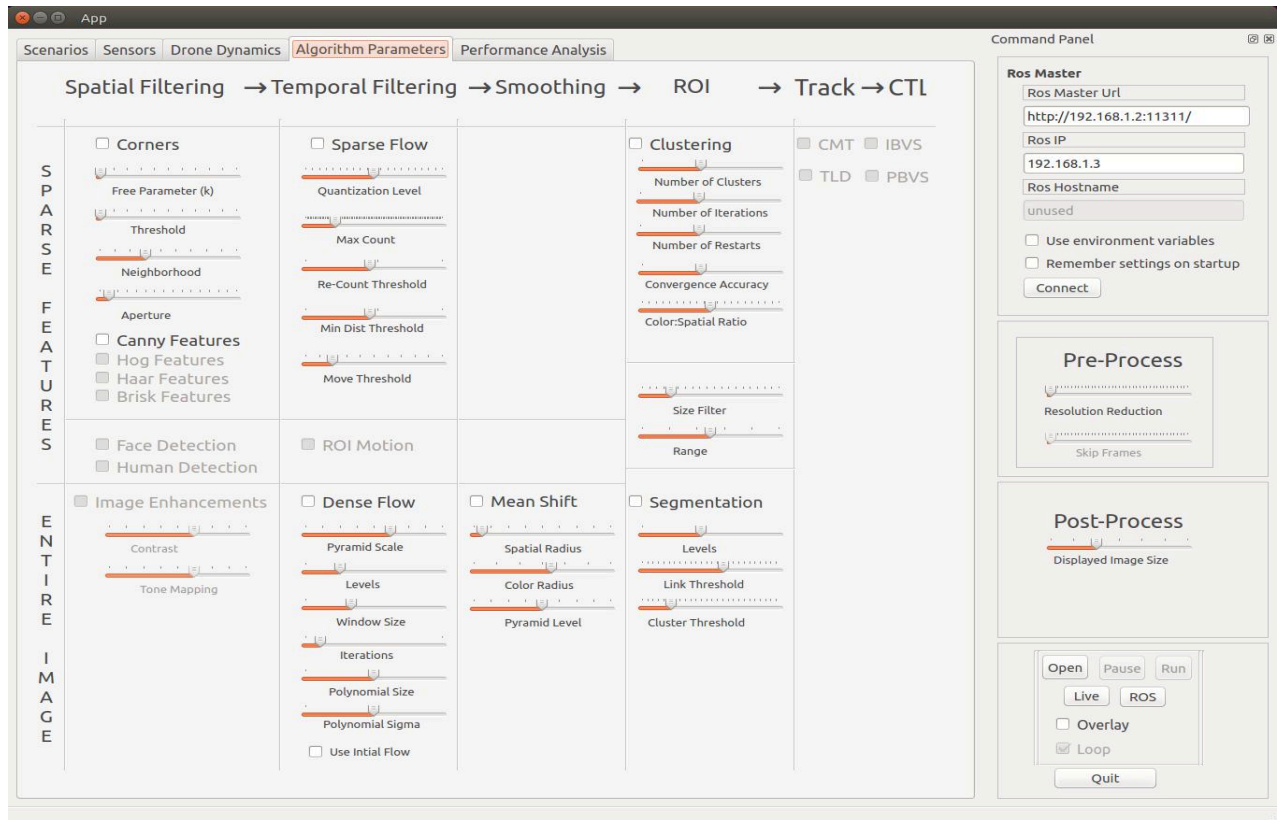 App
Scenarios Sensors Drone Dynamics Algorithm Parameters Performance Analysis
Spatial Filtering → Temporal Filtering → Smoothing → ROI → Track → CTL
SPARSE FEATURES
Corners
Free Parameter (k)
Threshold
Neighborhood
Aperture
Canny Features
Hog Features
Haar Features
Brisk Features
Face Detection
Human Detection
Sparse Flow
Quantization Level
Max Count
Re-Count Threshold
Min Dist Threshold
Move Threshold
ROI Motion
Clustering
Number of Clusters
Number of Iterations
Number of Restarts
Convergence Accuracy
Color:Spatial Ratio
Size Filter
Range
CMT IBVS
TLD PBVS
ENTIRE IMAGE
Image Enhancements
Contrast
Tone Mapping
Dense Flow
Pyramid Scale
Levels
Window Size
Iterations
Polynomial Size
Polynomial Sigma
Use Intial Flow
Mean Shift
Spatial Radius
Color Radius
Pyramid Level
Segmentation
Levels
Link Threshold
Cluster Threshold
Command Panel
Ros Master
Ros Master Url
http://192.168.1.2:11311/
Ros IP
192.168.1.3
Ros Hostname
unused
Use environment variables
Remember settings on startup
Connect
Pre-Process
Resolution Reduction
Skip Frames
Post-Process
Displayed Image Size
Open Pause Run
Live ROS
Overlay
Loop
Quit